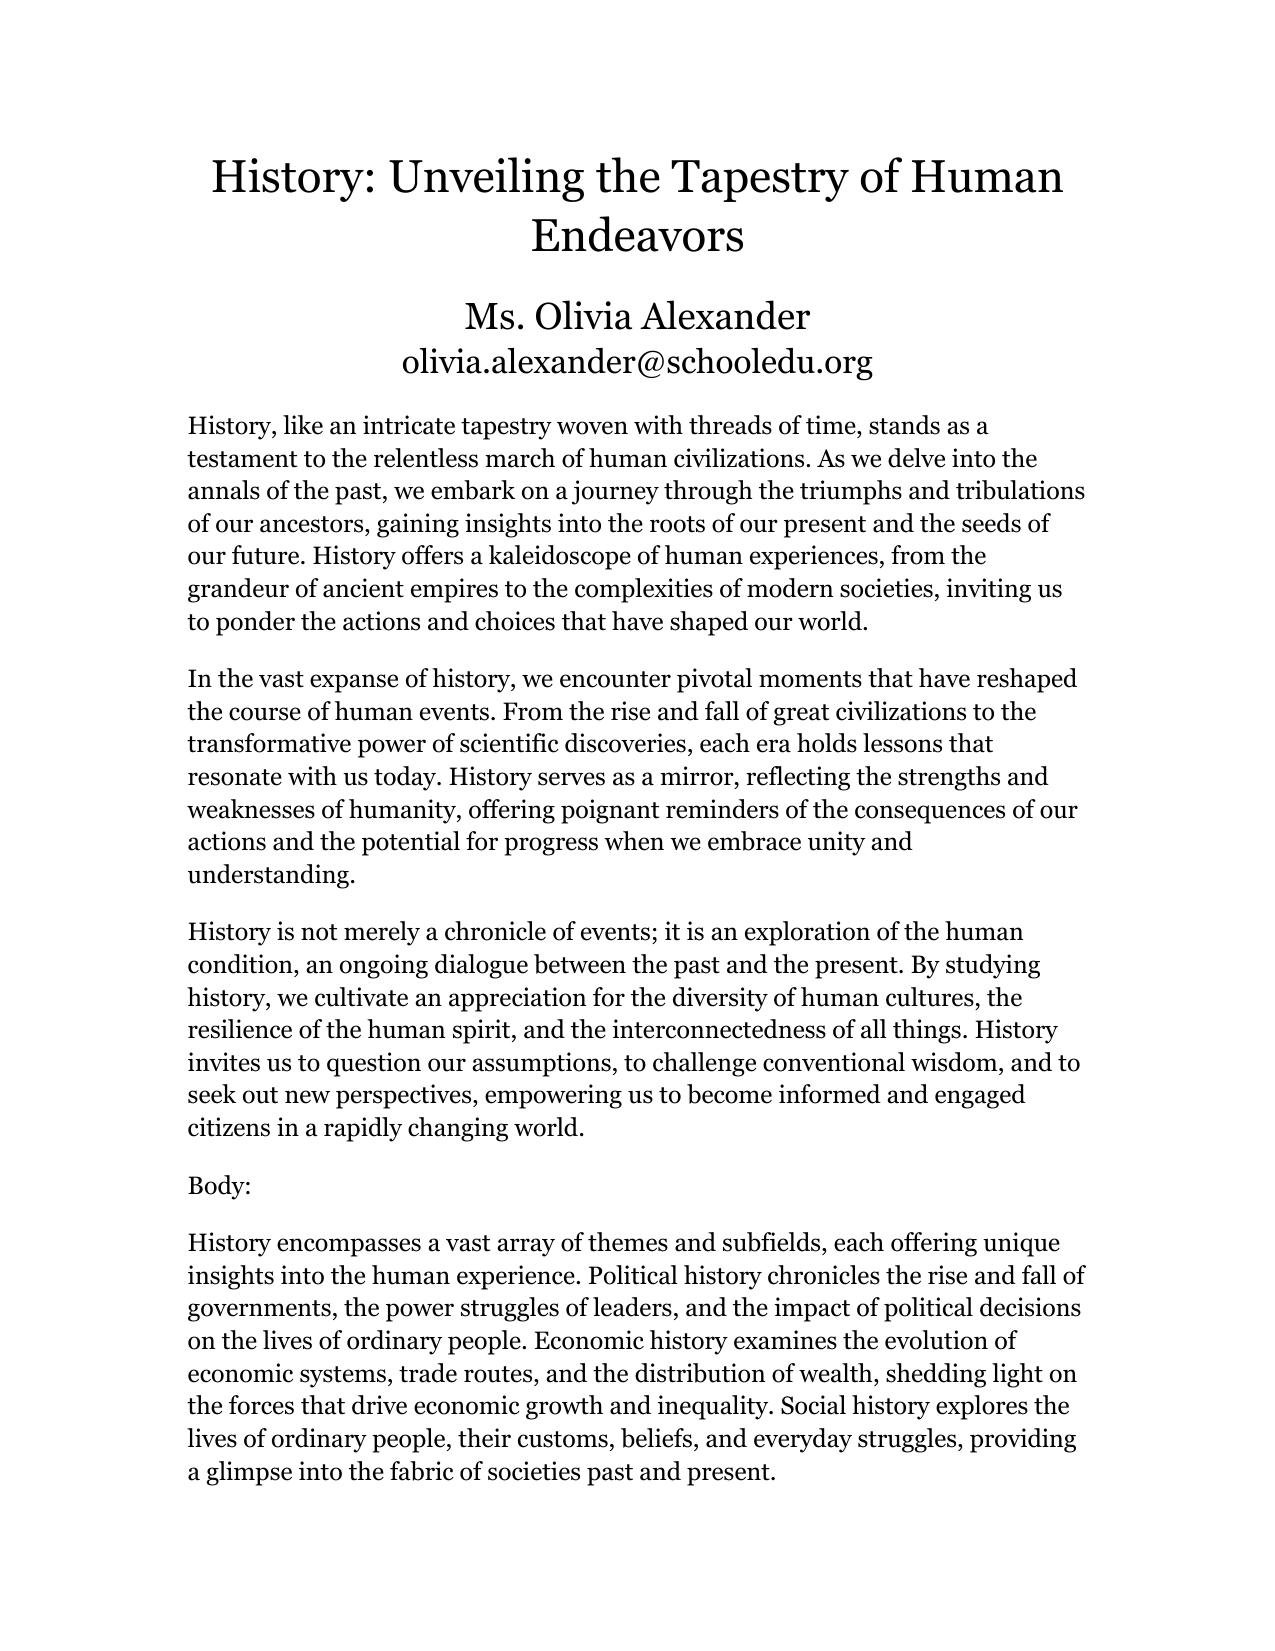 History: Unveiling the Tapestry of Human
Endeavors
Ms. Olivia Alexander
olivia.alexander@schooledu.org
History, like an intricate tapestry woven with threads of time, stands as a
testament to the relentless march of human civilizations. As we delve into the
annals of the past, we embark on a journey through the triumphs and tribulations
of our ancestors, gaining insights into the roots of our present and the seeds of
our future. History offers a kaleidoscope of human experiences, from the
grandeur of ancient empires to the complexities of modern societies, inviting us
to ponder the actions and choices that have shaped our world.
In the vast expanse of history, we encounter pivotal moments that have reshaped
the course of human events. From the rise and fall of great civilizations to the
transformative power of scientific discoveries, each era holds lessons that
resonate with us today. History serves as a mirror, reflecting the strengths and
weaknesses of humanity, offering poignant reminders of the consequences of our
actions and the potential for progress when we embrace unity and
understanding.
History is not merely a chronicle of events; it is an exploration of the human
condition, an ongoing dialogue between the past and the present. By studying
history, we cultivate an appreciation for the diversity of human cultures, the
resilience of the human spirit, and the interconnectedness of all things. History
invites us to question our assumptions, to challenge conventional wisdom, and to
seek out new perspectives, empowering us to become informed and engaged
citizens in a rapidly changing world.
Body:
History encompasses a vast array of themes and subfields, each offering unique
insights into the human experience. Political history chronicles the rise and fall of
governments, the power struggles of leaders, and the impact of political decisions
on the lives of ordinary people. Economic history examines the evolution of
economic systems, trade routes, and the distribution of wealth, shedding light on
the forces that drive economic growth and inequality. Social history explores the
lives of ordinary people, their customs, beliefs, and everyday struggles, providing
a glimpse into the fabric of societies past and present.